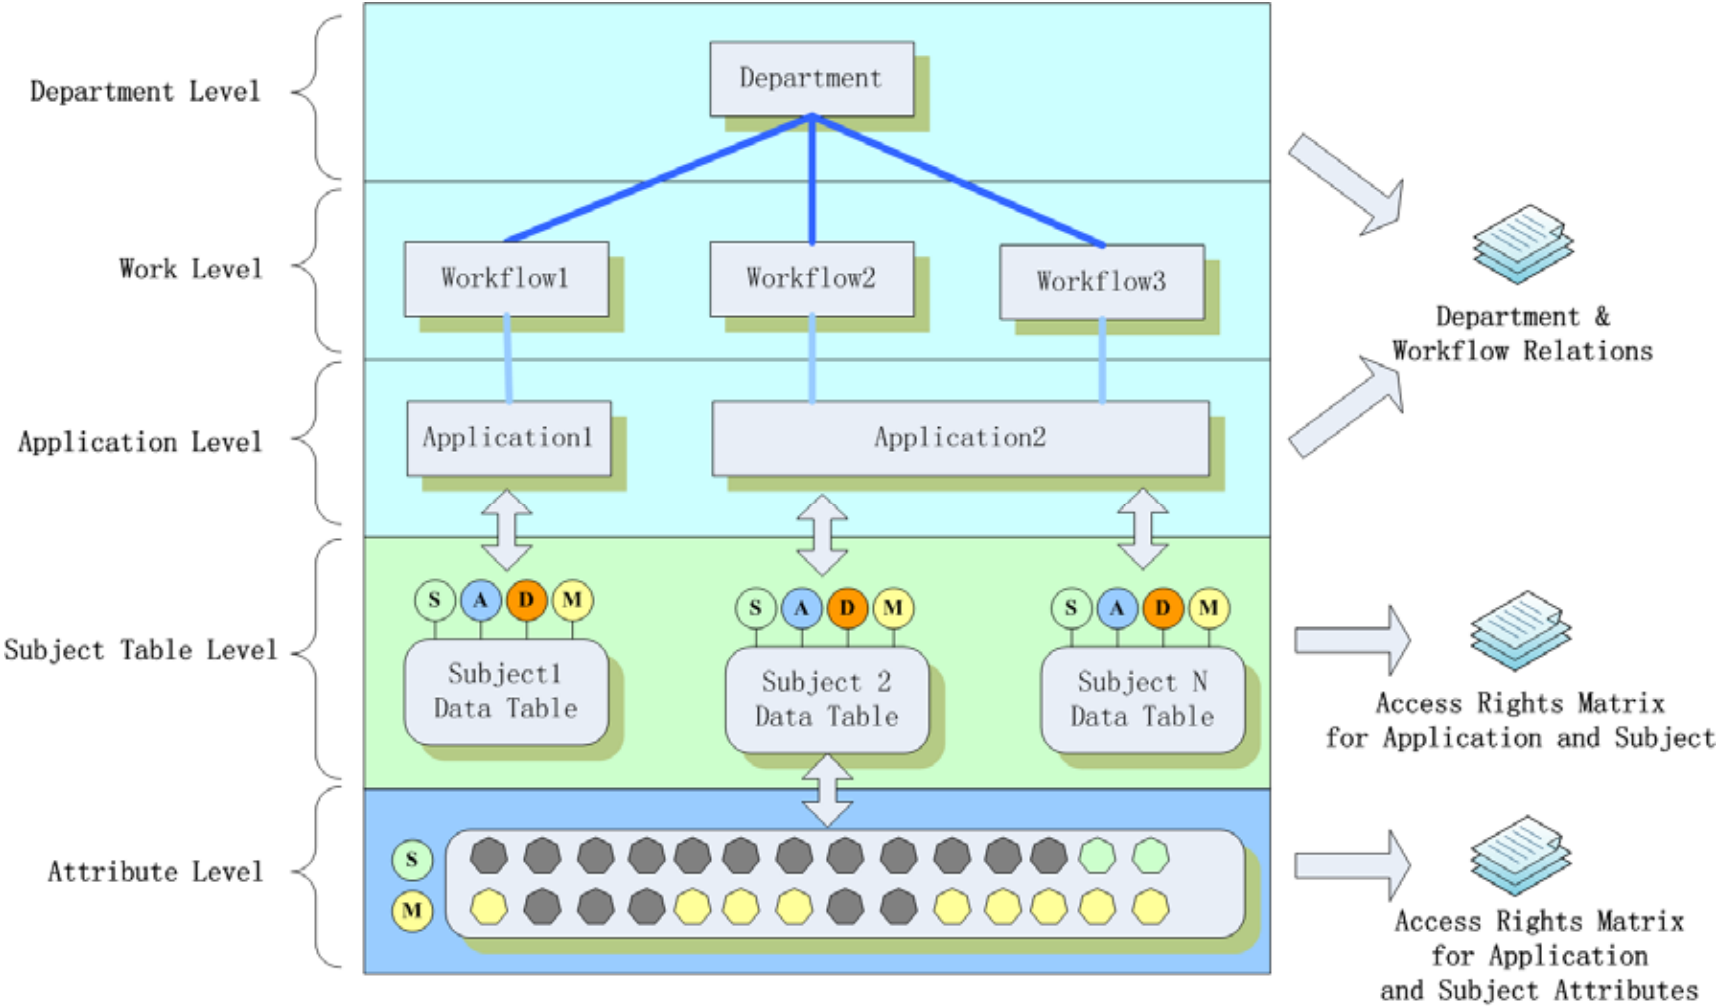 Department Level
Department
Work Level
Workflow1
Workflow2
Workflow3
Department &
Workflow Relations
Application Level
Application1
Application2
S A D M
S A D M
S A D M
Subject Table Level
Subject1
Data Table
Subject 2
Data Table
Subject N
Data Table
Access Rights Matrix
for Application and Subject
Attribute Level
S
M
Access Rights Matrix
for Application
and Subject Attributes